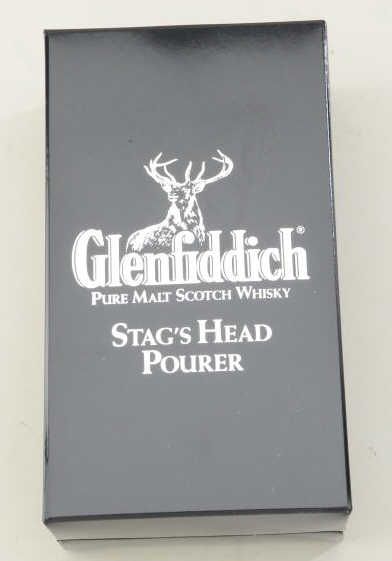 Glenfiddich®
PURE MALT SCOTCH WHISKY
STAG'S HEAD
POURER